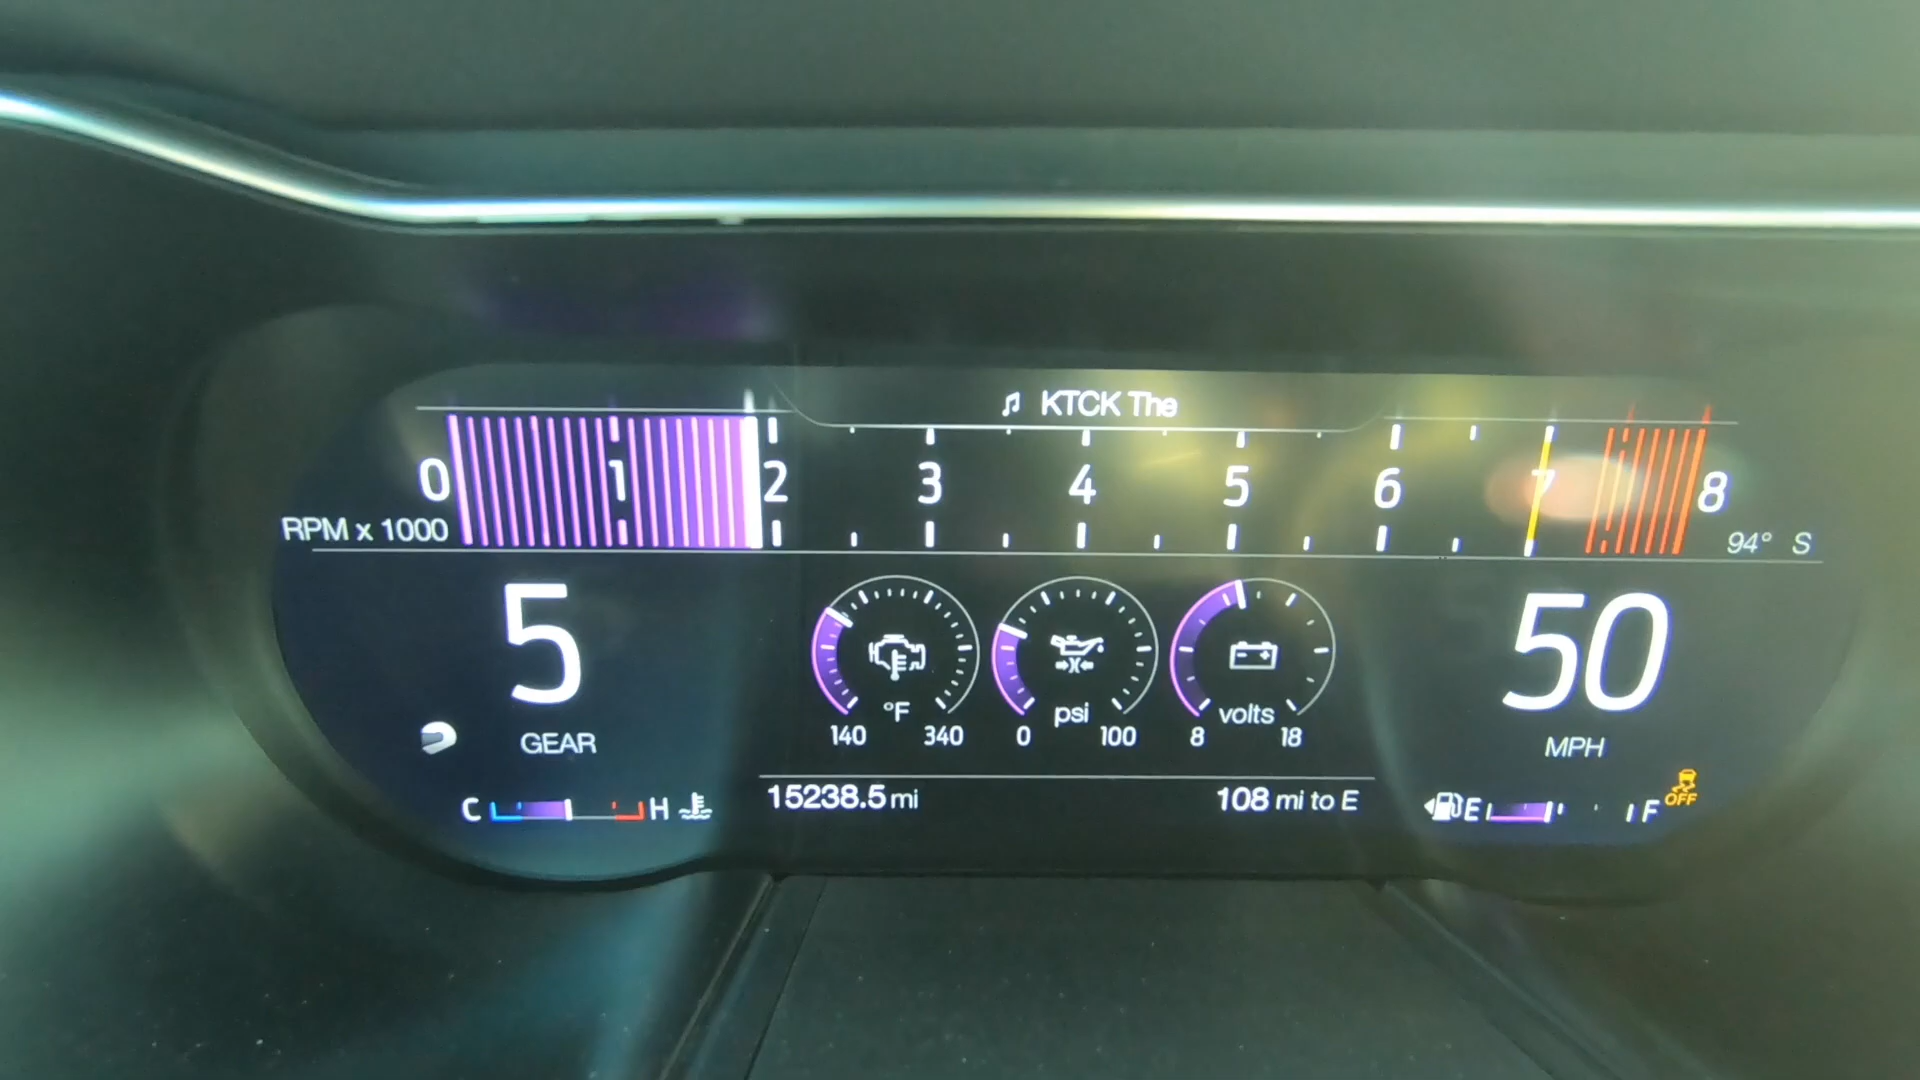 KTCK The
0 1 2 3 4 5 6 7 8
RPM x 1000
94° S
5
GEAR
°F
140 340
psi
0 100
volts
8 18
50
MPH
C H
15238.5 mi
108 mi to E
E F
OFF